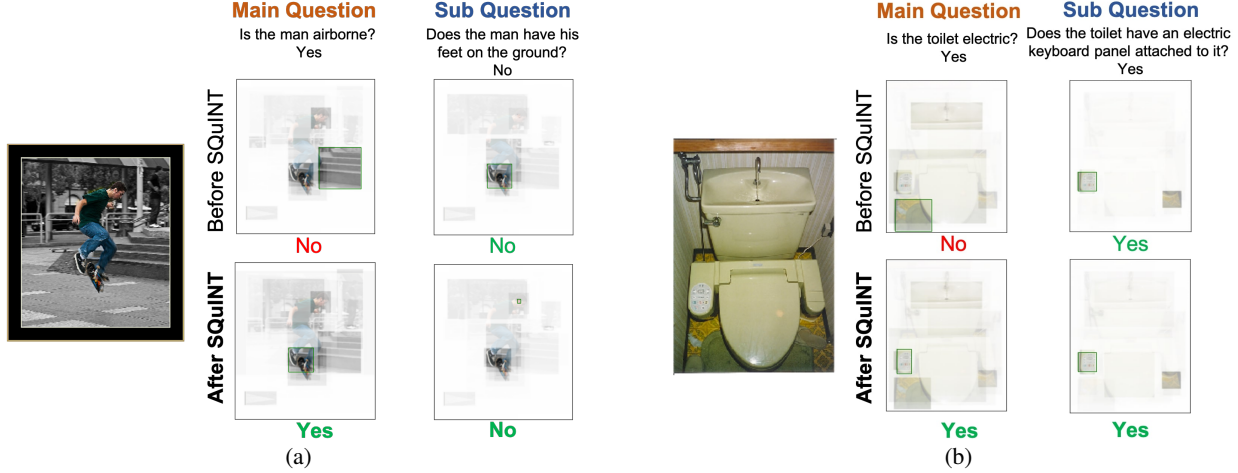 Main Question
Sub Question
Is the man airborne?
Yes
Does the man have his
feet on the ground?
No
Before SQuINT
No
No
After SQuINT
Yes
No
(a)
Main Question
Sub Question
Is the toilet electric?
Yes
Does the toilet have an electric
keyboard panel attached to it?
Yes
Before SQuINT
No
Yes
After SQuINT
Yes
Yes
(b)